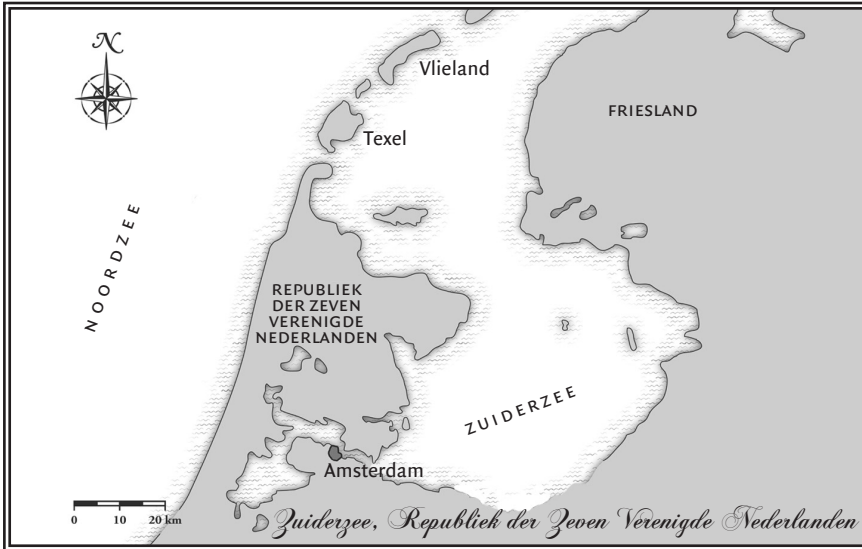 N
Vlieland
FRIESLAND
Texel
NOORDZEE
REPUBLIEK
DER ZEVEN
VERENIGDE
NEDERLANDEN
ZUIDERZEE
Amsterdam
0 10 20 km
Zuiderzee, Republiek der Zeven Verenigde Nederlanden